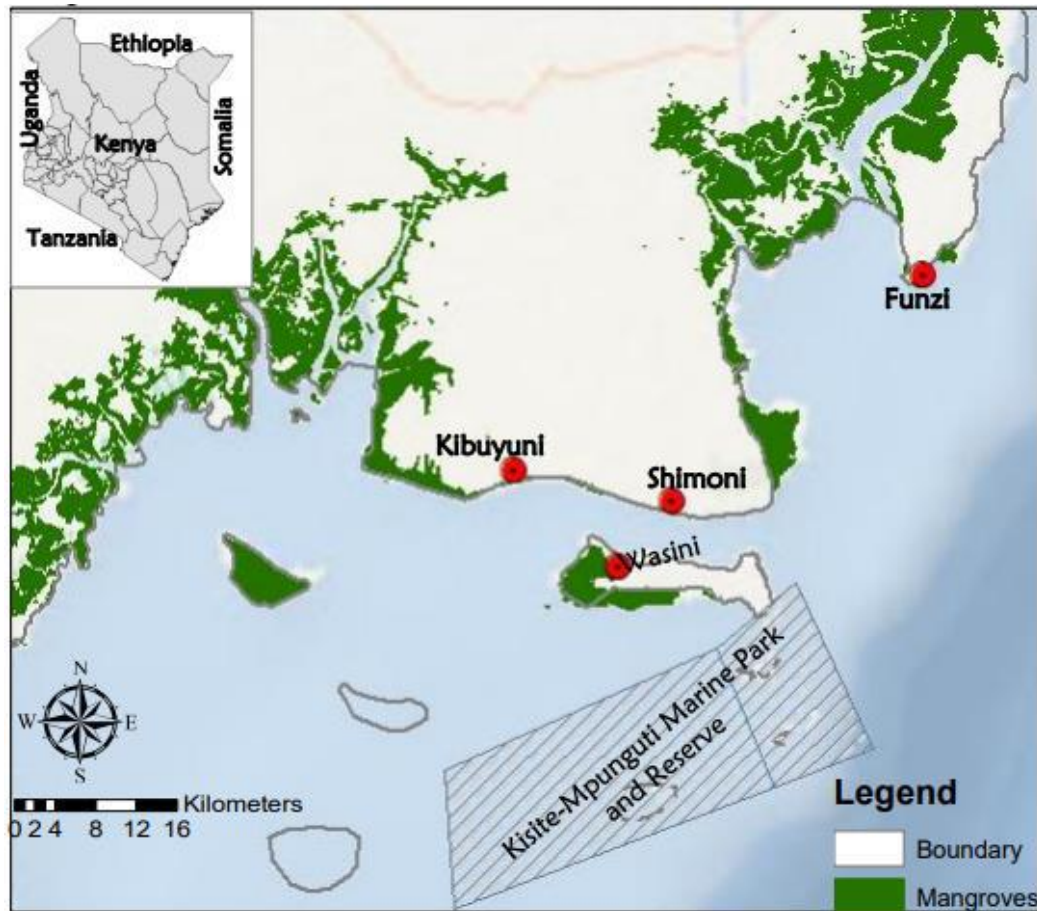 Ethiopia
Uganda
Somalia
Kenya
Tanzania
Funzi
Kibuyuni
Shimoni
Wasini
Kisite-Mpunguti Marine Park
and Reserve
N
W
E
S
Kilometers
0 2 4 8 12 16
Legend
Boundary
Mangroves